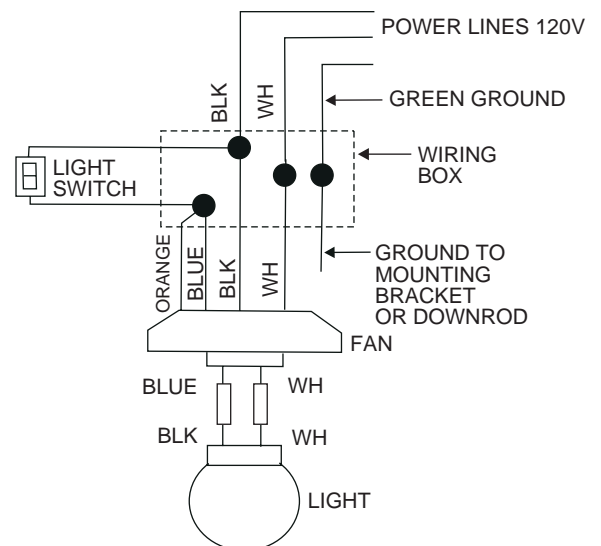 POWER LINES 120V
BLK
WH
GREEN GROUND
LIGHT
SWITCH
WIRING
BOX
ORANGE
BLUE
BLK
WH
GROUND TO
MOUNTING
BRACKET
OR DOWNROD
FAN
BLUE
WH
BLK
WH
LIGHT